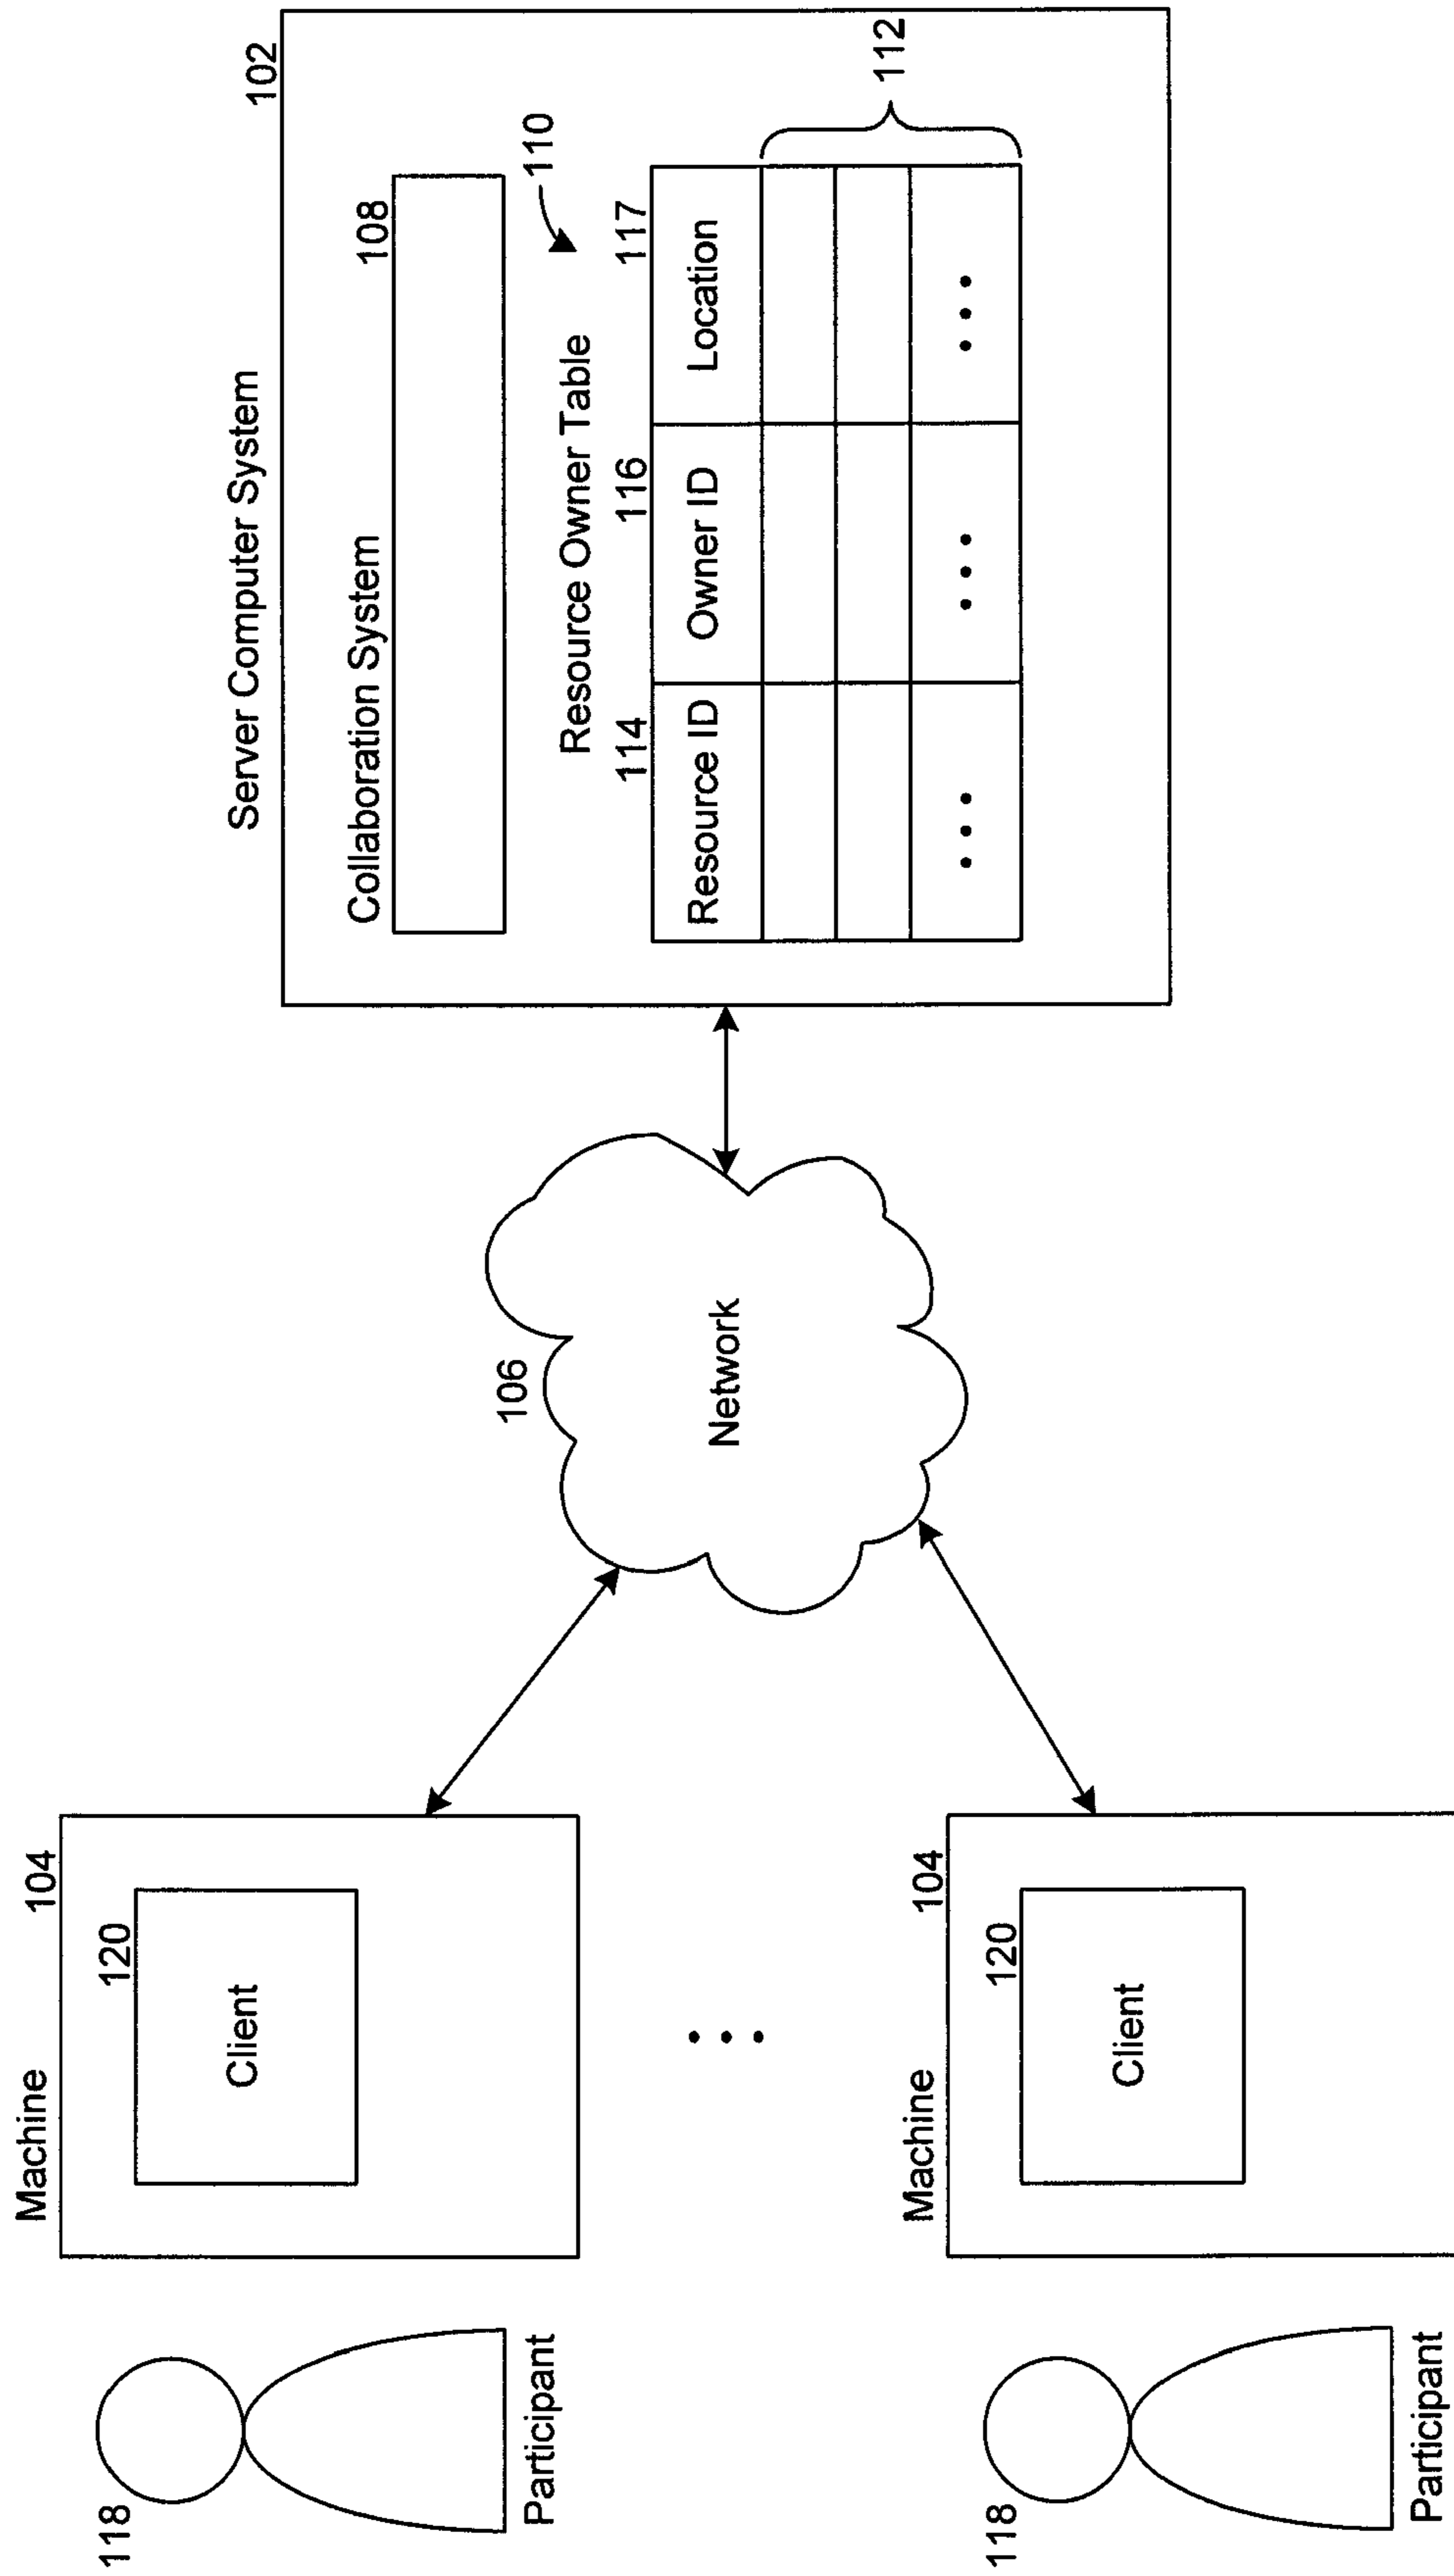 118
Participant
Machine
104
120
Client
118
Participant
Machine
104
120
Client
106
Network
Server Computer System
102
Collaboration System
108
Resource Owner Table
110
114
116
117
Resource ID
Owner ID
Location
112